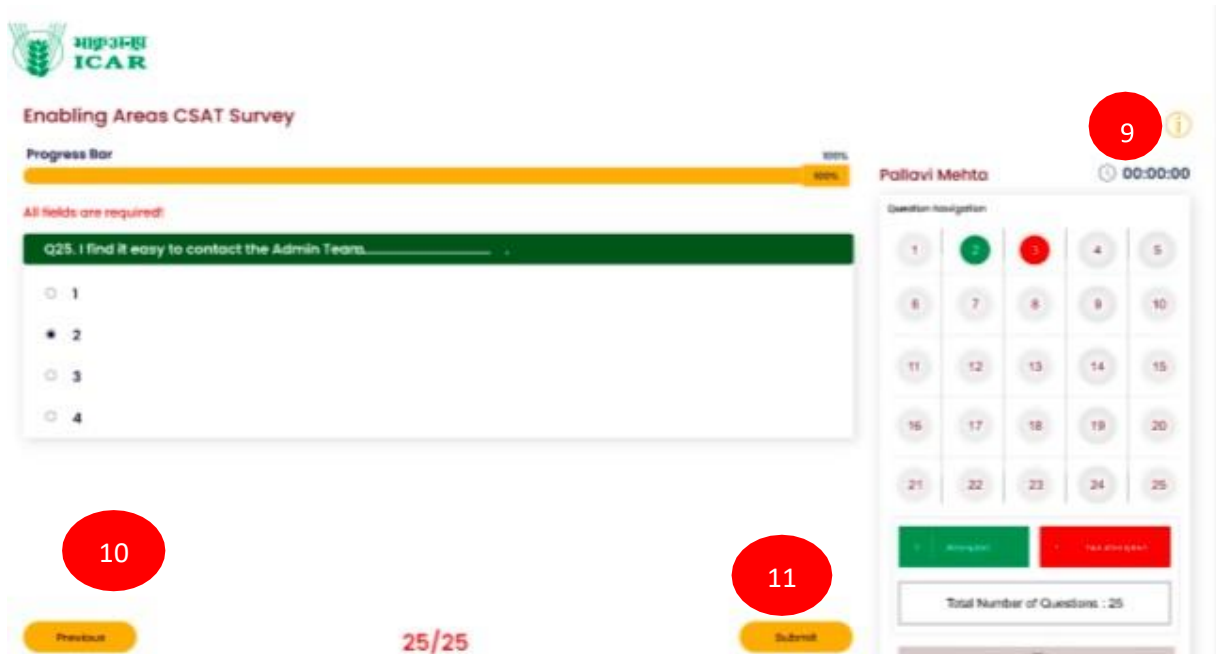 भाकृअनुप
ICAR
Enabling Areas CSAT Survey
9
Progress Bar
100%
100%
Pallavi Mehta
00:00:00
All fields are required!
Question Navigation
Q25. I find it easy to contact the Admin Team
1
2
3
4
1 2 3 4 5
6 7 8 9 10
11 12 13 14 15
16 17 18 19 20
21 22 23 24 25
10
11
Total Number of Questions : 25
Previous
25/25
Submit